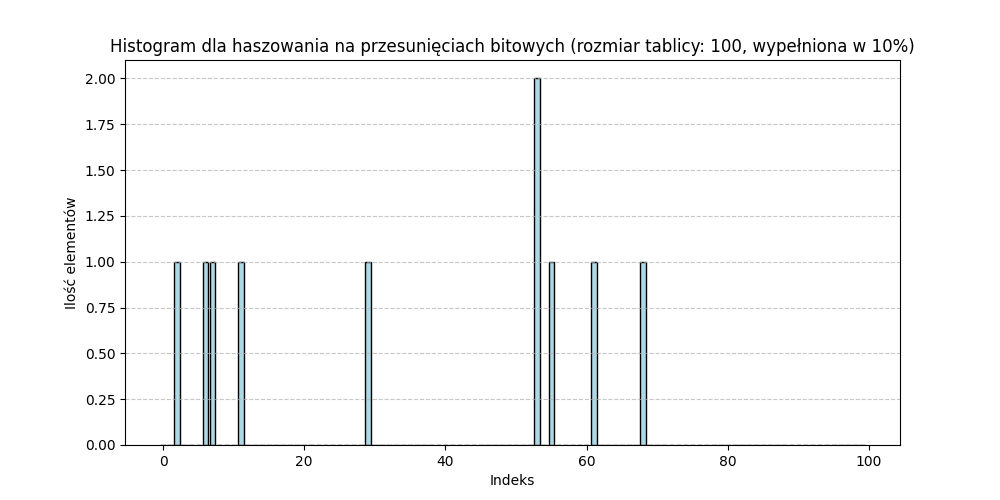 Histogram dla haszowania na przesunięciach bitowych (rozmiar tablicy: 100, wypełniona w 10%)
Ilość elementów
2.00
1.75
1.50
1.25
1.00
0.75
0.50
0.25
0.00
0 20 40 60 80 100
Indeks